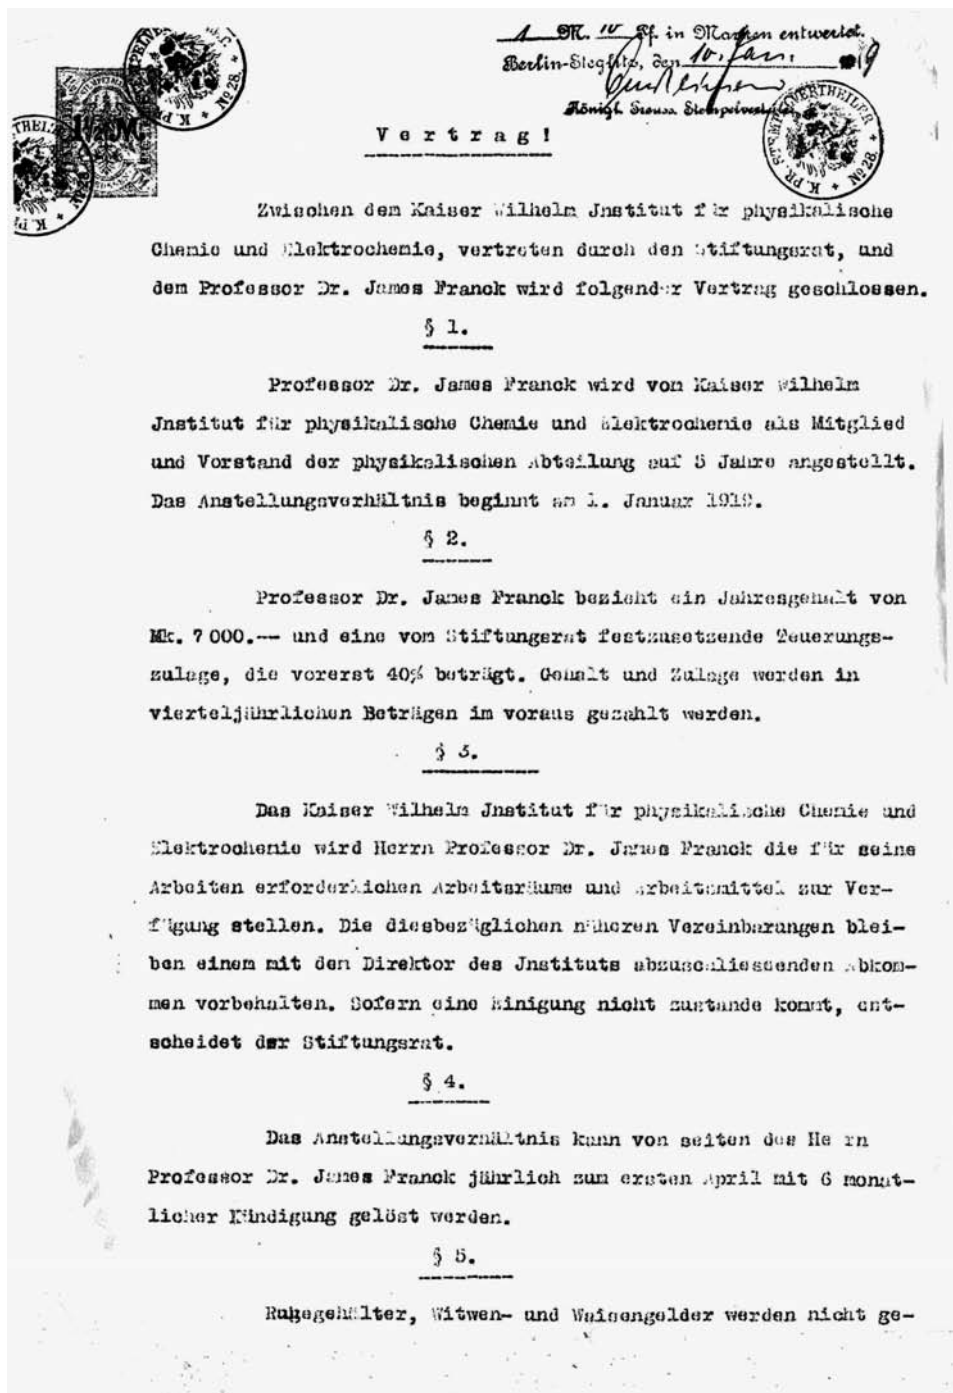 1 M. 10 Pf. in Marken entwertet.
Berlin-Steglitz, den 10. Jan. 1919
Königl. Preuss. Stempelverteiler
K. PR. STEMPELVERTHEILER * No 28. *
1½ M.
Vertrag!
Zwischen dem Kaiser Wilhelm Jnstitut für physikalische
Chemie und Elektrochemie, vertreten durch den Stiftungsrat, und
dem Professor Dr. James Franck wird folgender Vertrag geschlossen.
§ 1.
Professor Dr. James Franck wird vom Kaiser Wilhelm
Jnstitut für physikalische Chemie und Elektrochemie als Mitglied
und Vorstand der physikalischen Abteilung auf 5 Jahre angestellt.
Das Anstellungsverhältnis beginnt am 1. Januar 1919.
§ 2.
Professor Dr. James Franck bezieht ein Jahresgehalt von
Mk. 7 000.-- und eine vom Stiftungsrat festzusetzende Teuerungs-
zulage, die vorerst 40% beträgt. Gehalt und Zulage werden in
vierteljährlichen Beträgen im voraus gezahlt werden.
§ 3.
Das Kaiser Wilhelm Jnstitut für physikalische Chemie und
Elektrochemie wird Herrn Professor Dr. James Franck die für seine
Arbeiten erforderlichen Arbeitsräume und Arbeitsmittel zur Ver-
fügung stellen. Die diesbezüglichen näheren Vereinbarungen blei-
ben einem mit dem Direktor des Jnstituts abzuschliessenden Abkom-
men vorbehalten. Sofern eine Einigung nicht zustande kommt, ent-
scheidet der Stiftungsrat.
§ 4.
Das Anstellungsverhältnis kann von seiten des Herrn
Professor Dr. James Franck jährlich zum ersten April mit 6 monat-
licher Kündigung gelöst werden.
§ 5.
Ruhegehälter, Witwen- und Waisengelder werden nicht ge-